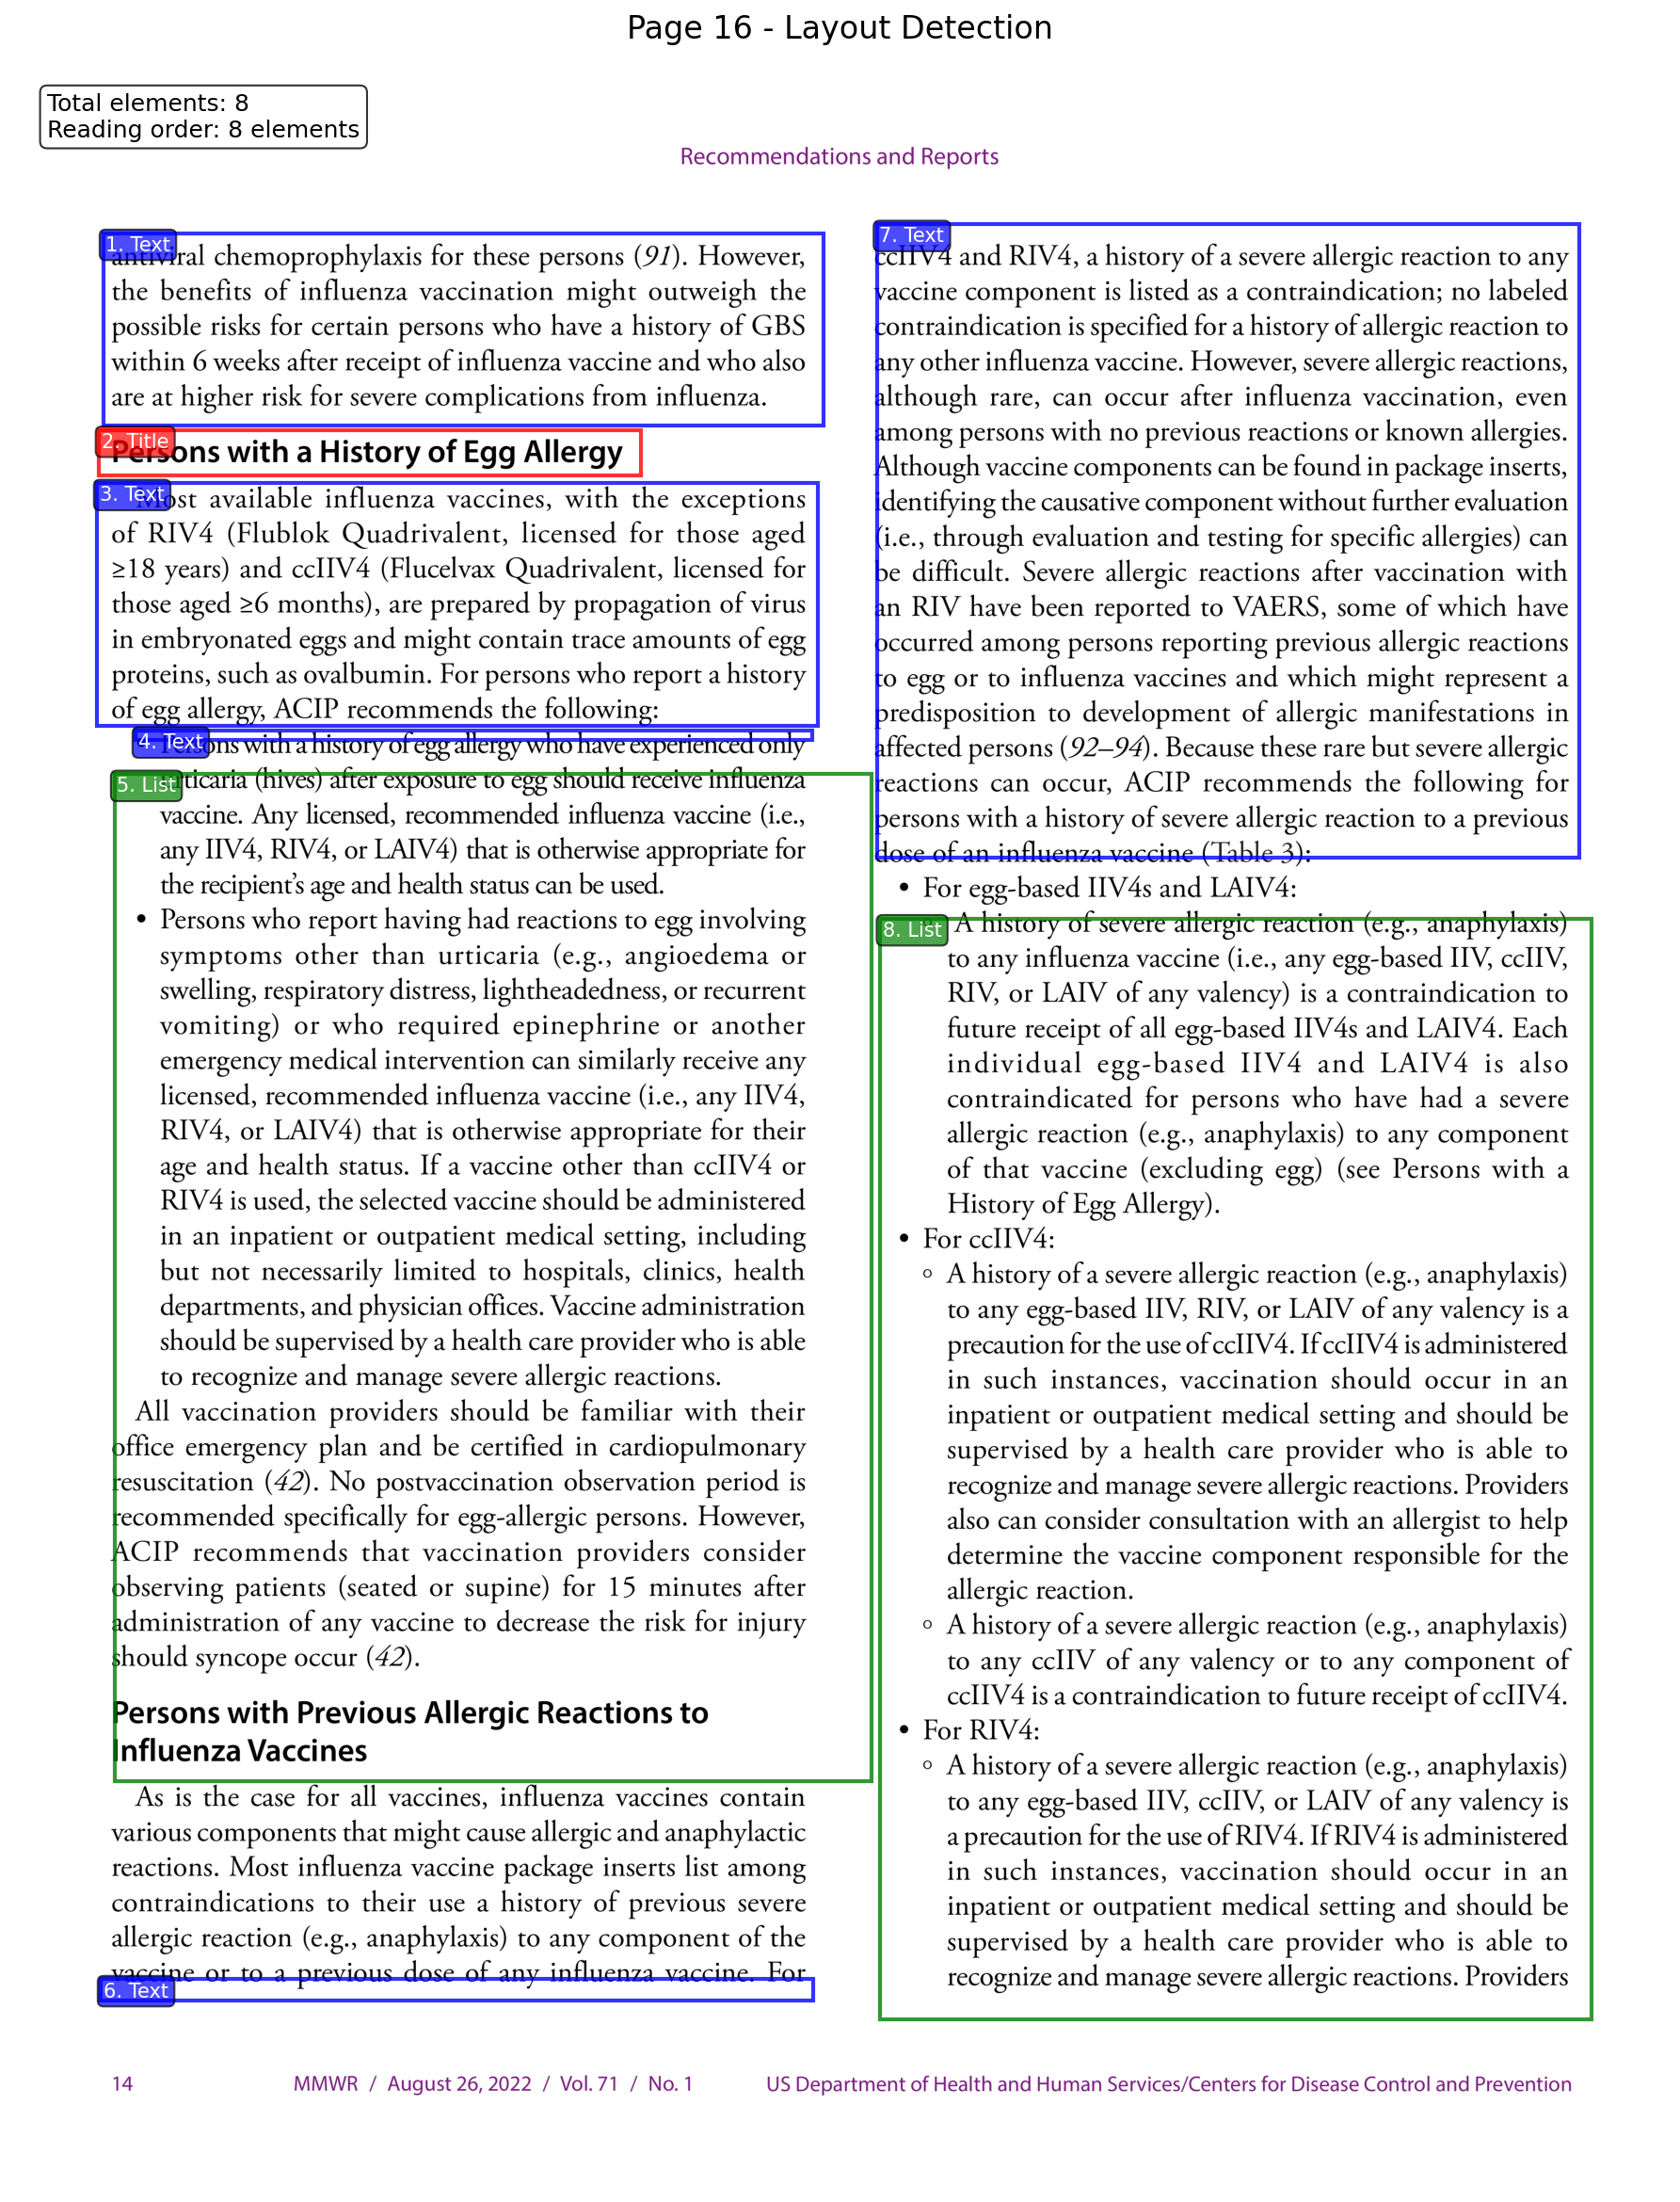 Page 16 - Layout Detection
Total elements: 8
Reading order: 8 elements
Recommendations and Reports
1. Text
antiviral chemoprophylaxis for these persons (91). However,
the benefits of influenza vaccination might outweigh the
possible risks for certain persons who have a history of GBS
within 6 weeks after receipt of influenza vaccine and who also
are at higher risk for severe complications from influenza.
2. Title
Persons with a History of Egg Allergy
3. Text
Most available influenza vaccines, with the exceptions
of RIV4 (Flublok Quadrivalent, licensed for those aged
≥18 years) and ccIIV4 (Flucelvax Quadrivalent, licensed for
those aged ≥6 months), are prepared by propagation of virus
in embryonated eggs and might contain trace amounts of egg
proteins, such as ovalbumin. For persons who report a history
of egg allergy, ACIP recommends the following:
4. Text
Persons with a history of egg allergy who have experienced only
5. List
urticaria (hives) after exposure to egg should receive influenza
vaccine. Any licensed, recommended influenza vaccine (i.e.,
any IIV4, RIV4, or LAIV4) that is otherwise appropriate for
the recipient’s age and health status can be used.
• Persons who report having had reactions to egg involving
symptoms other than urticaria (e.g., angioedema or
swelling, respiratory distress, lightheadedness, or recurrent
vomiting) or who required epinephrine or another
emergency medical intervention can similarly receive any
licensed, recommended influenza vaccine (i.e., any IIV4,
RIV4, or LAIV4) that is otherwise appropriate for their
age and health status. If a vaccine other than ccIIV4 or
RIV4 is used, the selected vaccine should be administered
in an inpatient or outpatient medical setting, including
but not necessarily limited to hospitals, clinics, health
departments, and physician offices. Vaccine administration
should be supervised by a health care provider who is able
to recognize and manage severe allergic reactions.
All vaccination providers should be familiar with their
office emergency plan and be certified in cardiopulmonary
resuscitation (42). No postvaccination observation period is
recommended specifically for egg-allergic persons. However,
ACIP recommends that vaccination providers consider
observing patients (seated or supine) for 15 minutes after
administration of any vaccine to decrease the risk for injury
should syncope occur (42).
Persons with Previous Allergic Reactions to
Influenza Vaccines
As is the case for all vaccines, influenza vaccines contain
various components that might cause allergic and anaphylactic
reactions. Most influenza vaccine package inserts list among
contraindications to their use a history of previous severe
allergic reaction (e.g., anaphylaxis) to any component of the
vaccine or to a previous dose of any influenza vaccine. For
6. Text
7. Text
ccIIV4 and RIV4, a history of a severe allergic reaction to any
vaccine component is listed as a contraindication; no labeled
contraindication is specified for a history of allergic reaction to
any other influenza vaccine. However, severe allergic reactions,
although rare, can occur after influenza vaccination, even
among persons with no previous reactions or known allergies.
Although vaccine components can be found in package inserts,
identifying the causative component without further evaluation
(i.e., through evaluation and testing for specific allergies) can
be difficult. Severe allergic reactions after vaccination with
an RIV have been reported to VAERS, some of which have
occurred among persons reporting previous allergic reactions
to egg or to influenza vaccines and which might represent a
predisposition to development of allergic manifestations in
affected persons (92–94). Because these rare but severe allergic
reactions can occur, ACIP recommends the following for
persons with a history of severe allergic reaction to a previous
dose of an influenza vaccine (Table 3):
• For egg-based IIV4s and LAIV4:
8. List
A history of severe allergic reaction (e.g., anaphylaxis)
to any influenza vaccine (i.e., any egg-based IIV, ccIIV,
RIV, or LAIV of any valency) is a contraindication to
future receipt of all egg-based IIV4s and LAIV4. Each
individual egg-based IIV4 and LAIV4 is also
contraindicated for persons who have had a severe
allergic reaction (e.g., anaphylaxis) to any component
of that vaccine (excluding egg) (see Persons with a
History of Egg Allergy).
• For ccIIV4:
◦ A history of a severe allergic reaction (e.g., anaphylaxis)
to any egg-based IIV, RIV, or LAIV of any valency is a
precaution for the use of ccIIV4. If ccIIV4 is administered
in such instances, vaccination should occur in an
inpatient or outpatient medical setting and should be
supervised by a health care provider who is able to
recognize and manage severe allergic reactions. Providers
also can consider consultation with an allergist to help
determine the vaccine component responsible for the
allergic reaction.
◦ A history of a severe allergic reaction (e.g., anaphylaxis)
to any ccIIV of any valency or to any component of
ccIIV4 is a contraindication to future receipt of ccIIV4.
• For RIV4:
◦ A history of a severe allergic reaction (e.g., anaphylaxis)
to any egg-based IIV, ccIIV, or LAIV of any valency is
a precaution for the use of RIV4. If RIV4 is administered
in such instances, vaccination should occur in an
inpatient or outpatient medical setting and should be
supervised by a health care provider who is able to
recognize and manage severe allergic reactions. Providers
14 MMWR / August 26, 2022 / Vol. 71 / No. 1 US Department of Health and Human Services/Centers for Disease Control and Prevention